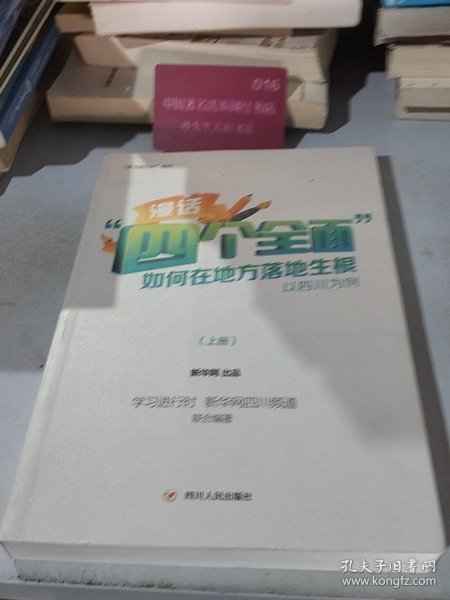 016
漫话
“四个全面”
如何在地方落地生根
以四川为例
（上册）
新华网 出品
学习进行时 新华网四川频道
联合编著
四川人民出版社
孔夫子旧书网
www.kongfz.com